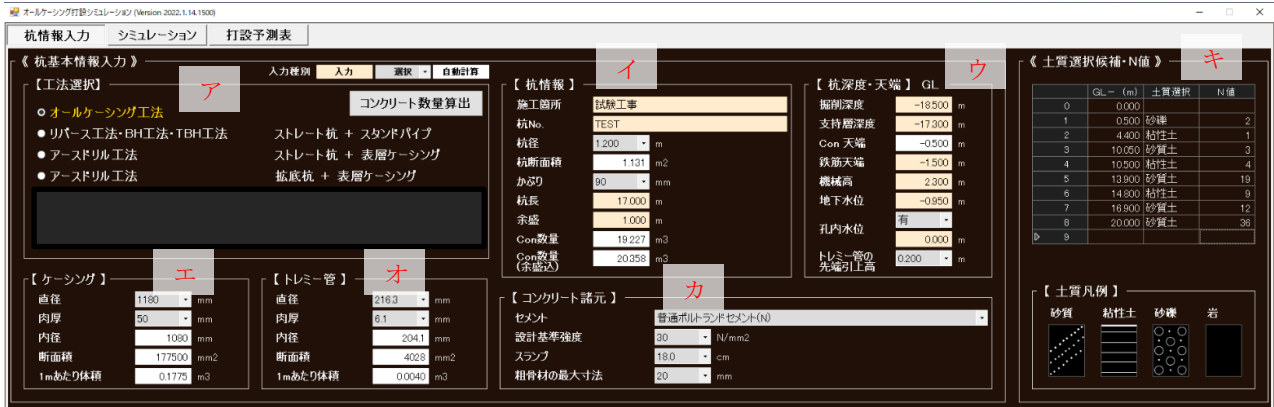 オールケーシング打設シミュレーション (Version 2022.1.14.1500)
杭情報入力 シミュレーション 打設予測表
《 杭基本情報入力 》
入力種別 入力 選択 自動計算
【工法選択】 ア
コンクリート数量算出
オールケーシング工法
リバース工法・BH工法・TBH工法 ストレート杭 + スタンドパイプ
アースドリル工法 ストレート杭 + 表層ケーシング
アースドリル工法 拡底杭 + 表層ケーシング
【 杭情報 】 イ
施工箇所 試験工事
杭No. TEST
杭径 1.200 m
杭断面積 1.131 m2
かぶり 90 mm
杭長 17.000 m
余盛 1.000 m
Con数量 19.227 m3
Con数量 (余盛込) 20.358 m3
【 杭深度・天端 】 GL ウ
掘削深度 -18.500 m
支持層深度 -17.300 m
Con 天端 -0.500 m
鉄筋天端 -1.500 m
機械高 2.300 m
地下水位 -0.950 m
孔内水位 有
0.000 m
トレミー管の
先端引上高 0.200 m
【 ケーシング 】 エ
直径 1180 mm
肉厚 50 mm
内径 1080 mm
断面積 177500 mm2
1mあたり体積 0.1775 m3
【 トレミー管 】 オ
直径 216.3 mm
肉厚 6.1 mm
内径 204.1 mm
断面積 4028 mm2
1mあたり体積 0.0040 m3
【 コンクリート諸元 】 カ
セメント 普通ポルトランドセメント(N)
設計基準強度 30 N/mm2
スランプ 18.0 cm
粗骨材の最大寸法 20 mm
《 土質選択候補・N値 》 キ
GL- (m) 土質選択 N値
0 0.000
1 0.500 砂礫 2
2 4.400 粘性土 1
3 10.050 砂質土 3
4 10.500 粘性土 4
5 13.900 砂質土 19
6 14.800 粘性土 9
7 16.900 砂質土 12
8 20.000 砂質土 36
9
【 土質凡例 】
砂質 粘性土 砂礫 岩